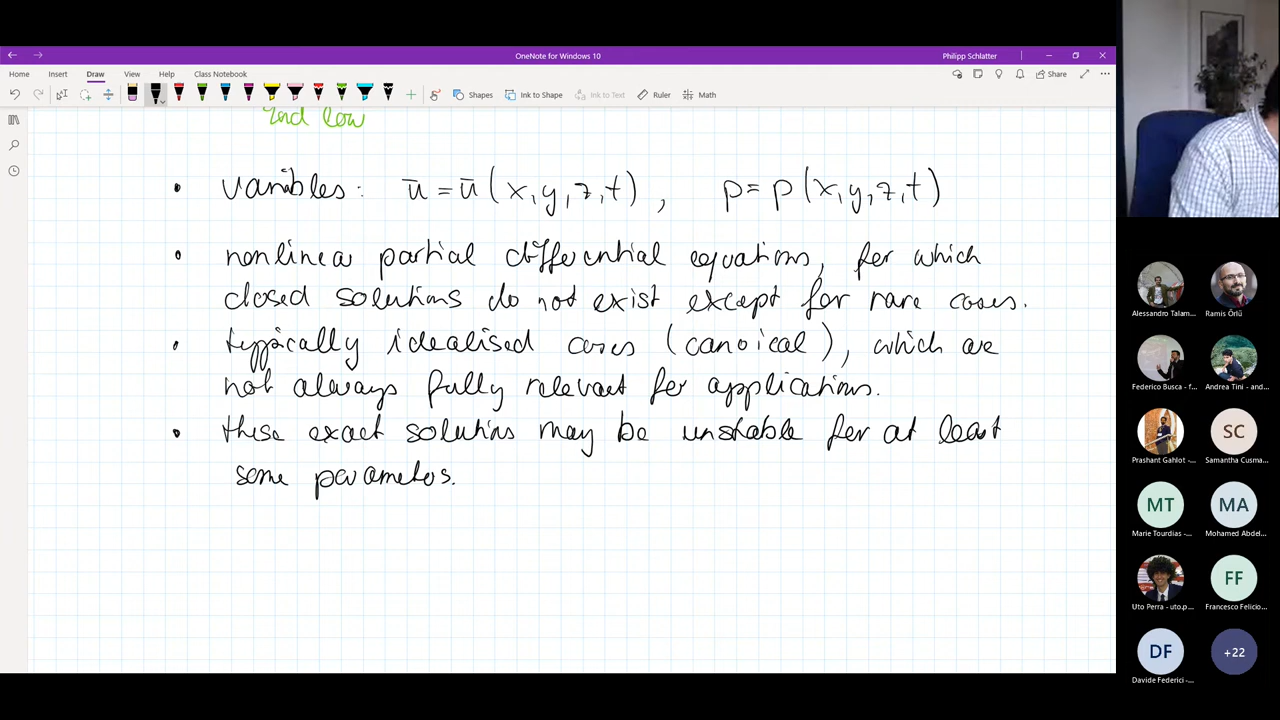 OneNote for Windows 10
Philipp Schlatter
Home Insert Draw View Help Class Notebook
Share
Shapes Ink to Shape Ink to Text Ruler Math
2nd law
• variables: ū = ū (x, y, z, t) , p = p (x, y, z, t)
• nonlinear partial differential equations, for which
closed solutions do not exist except for rare cases.
• typically idealised cases (canoical), which are
not always fully relevant for applications.
• these exact solutions may be unstable for at least
some parameters.
Alessandro Talam...
Ramis Örlü
Federico Busca - f...
Andrea Tini - and...
Prashant Gahlot -...
SC
Samantha Cusma...
MT
Marie Tourdias -...
MA
Mohamed Abdel...
Uto Perra - uto.p...
FF
Francesco Felicio...
DF
Davide Federici -...
+22